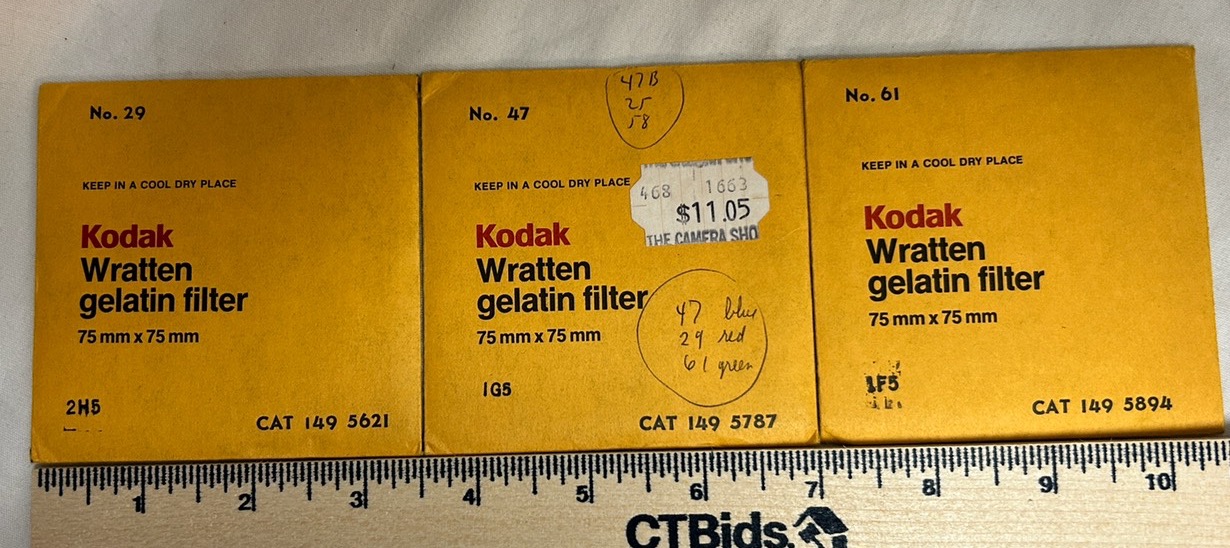 No. 29
KEEP IN A COOL DRY PLACE
Kodak
Wratten
gelatin filter
75 mm x 75 mm
2H5
CAT 149 5621
No. 47
47B
25
58
KEEP IN A COOL DRY PLACE
468 1663
$11.05
THE CAMERA SHO
Kodak
Wratten
gelatin filter
75 mm x 75 mm
47 blue
29 red
61 green
1G5
CAT 149 5787
No. 61
KEEP IN A COOL DRY PLACE
Kodak
Wratten
gelatin filter
75 mm x 75 mm
1F5
CAT 149 5894
1 2 3 4 5 6 7 8 9 10
CTBids